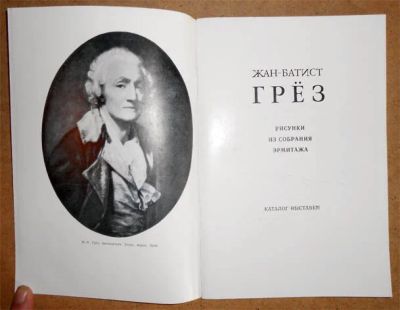 ЖАН-БАТИСТ
ГРЁЗ
РИСУНКИ
ИЗ СОБРАНИЯ
ЭРМИТАЖА
КАТАЛОГ ВЫСТАВКИ